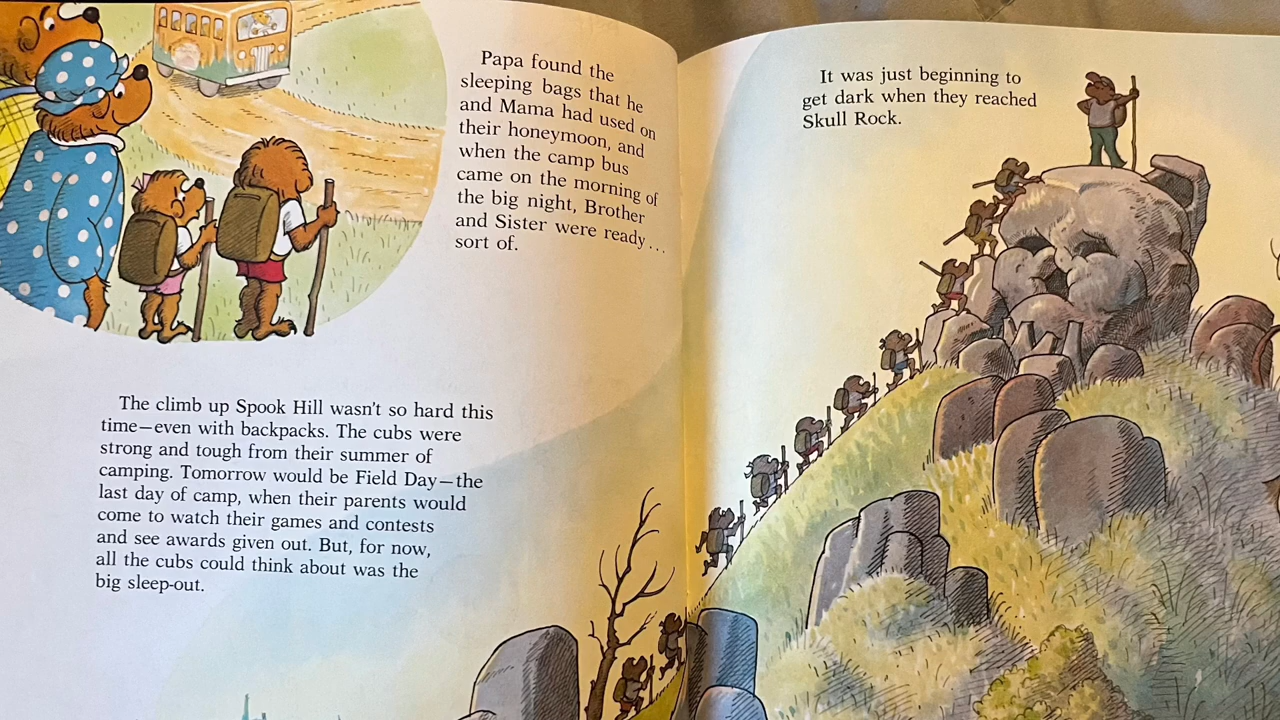 Papa found the
sleeping bags that he
and Mama had used on
their honeymoon, and
when the camp bus
came on the morning of
the big night, Brother
and Sister were ready...
sort of.
The climb up Spook Hill wasn't so hard this
time—even with backpacks. The cubs were
strong and tough from their summer of
camping. Tomorrow would be Field Day—the
last day of camp, when their parents would
come to watch their games and contests
and see awards given out. But, for now,
all the cubs could think about was the
big sleep-out.
It was just beginning to
get dark when they reached
Skull Rock.